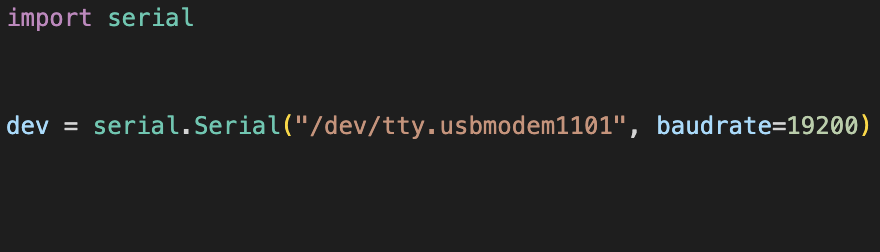 import serial
dev = serial.Serial("/dev/tty.usbmodem1101", baudrate=19200)